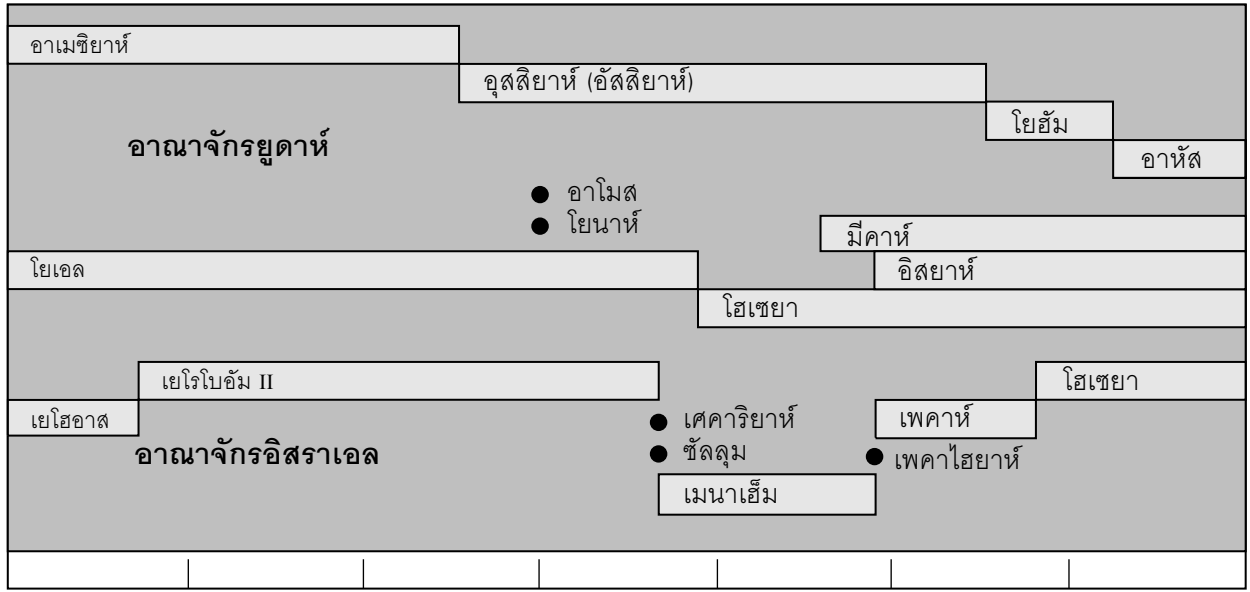 อาเมซิยาห์
อุสสิยาห์ (อัสสิยาห์)
โยธัม
อาณาจักรยูดาห์
อาหัส
อาโมส
โยนาห์
มีคาห์
โยเอล
อิสยาห์
โฮเซยา
เยโรโบอัม II
โฮเซยา
เยโฮอาส
เศคาริยาห์
เพคาห์
อาณาจักรอิสราเอล
ซัลลุม
เพคาไฮยาห์
เมนาเฮ็ม